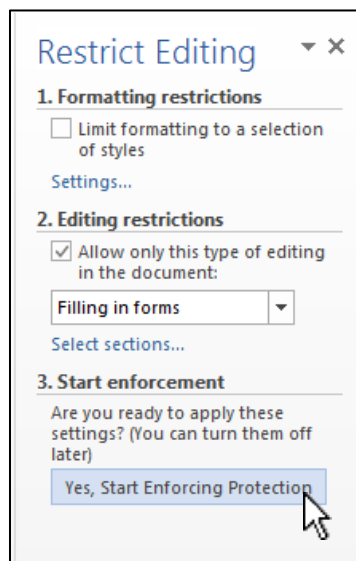 Restrict Editing
1. Formatting restrictions
Limit formatting to a selection
of styles
Settings...
2. Editing restrictions
Allow only this type of editing
in the document:
Filling in forms
Select sections...
3. Start enforcement
Are you ready to apply these
settings? (You can turn them off
later)
Yes, Start Enforcing Protection